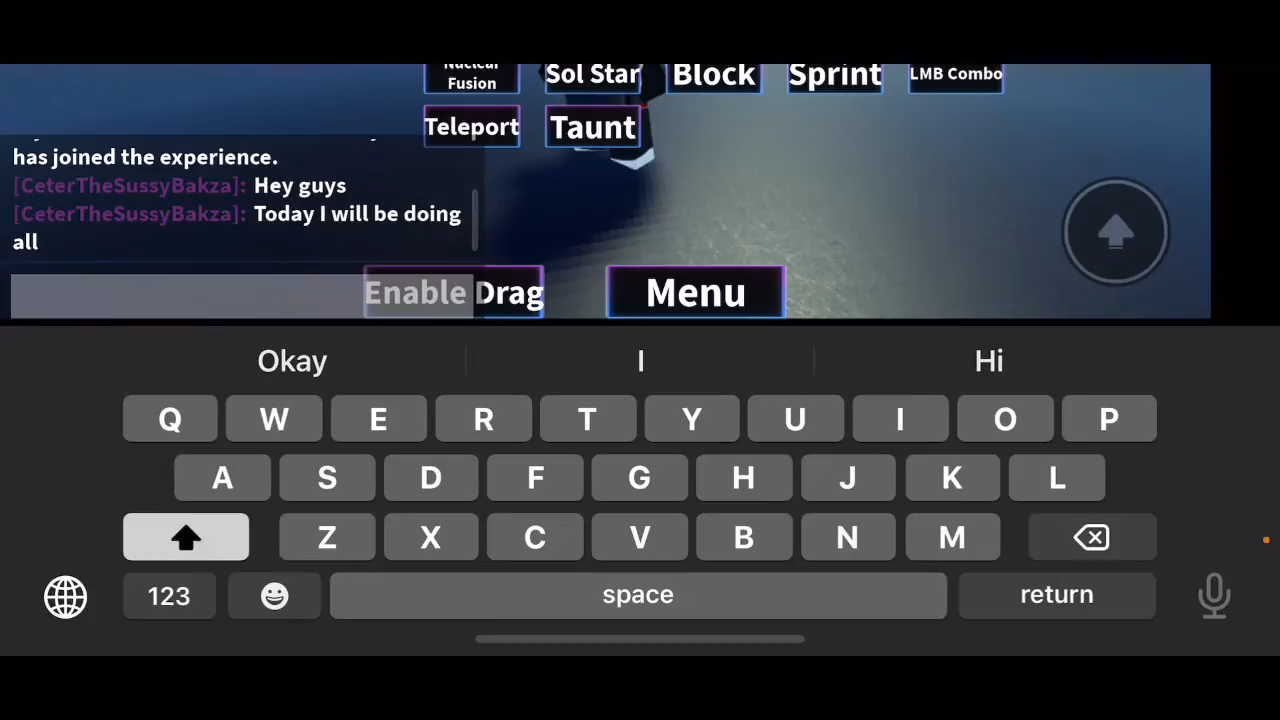 Nuclear
Fusion
Sol Star
Block
Sprint
LMB Combo
Teleport
Taunt
has joined the experience.
[CeterTheSussyBakza]: Hey guys
[CeterTheSussyBakza]: Today I will be doing
all
Enable Drag
Menu
Okay
I
Hi
Q W E R T Y U I O P
A S D F G H J K L
Z X C V B N M
123
space
return